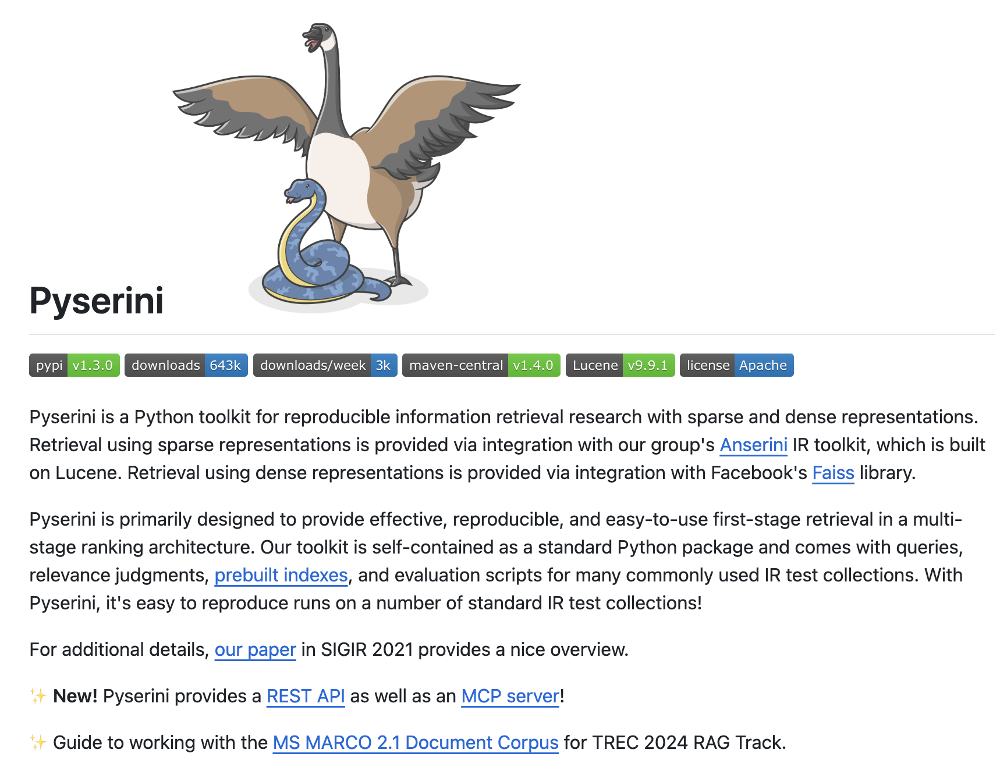 Pyserini
pypi v1.3.0 downloads 643k downloads/week 3k maven-central v1.4.0 Lucene v9.9.1 license Apache
Pyserini is a Python toolkit for reproducible information retrieval research with sparse and dense representations.
Retrieval using sparse representations is provided via integration with our group's Anserini IR toolkit, which is built
on Lucene. Retrieval using dense representations is provided via integration with Facebook's Faiss library.
Pyserini is primarily designed to provide effective, reproducible, and easy-to-use first-stage retrieval in a multi-
stage ranking architecture. Our toolkit is self-contained as a standard Python package and comes with queries,
relevance judgments, prebuilt indexes, and evaluation scripts for many commonly used IR test collections. With
Pyserini, it's easy to reproduce runs on a number of standard IR test collections!
For additional details, our paper in SIGIR 2021 provides a nice overview.
✨ New! Pyserini provides a REST API as well as an MCP server!
✨ Guide to working with the MS MARCO 2.1 Document Corpus for TREC 2024 RAG Track.